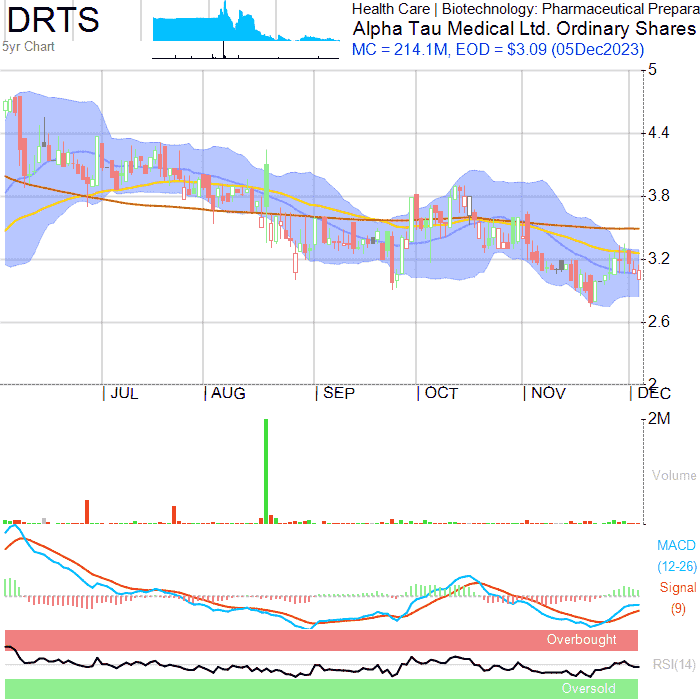 DRTS
5yr Chart
Health Care | Biotechnology: Pharmaceutical Prepara
Alpha Tau Medical Ltd. Ordinary Shares
MC = 214.1M, EOD = $3.09 (05Dec2023)
5
4.4
3.8
3.2
2.6
2
JUL
AUG
SEP
OCT
NOV
DEC
2M
Volume
MACD
(12-26)
Signal
(9)
Overbought
RSI(14)
Oversold